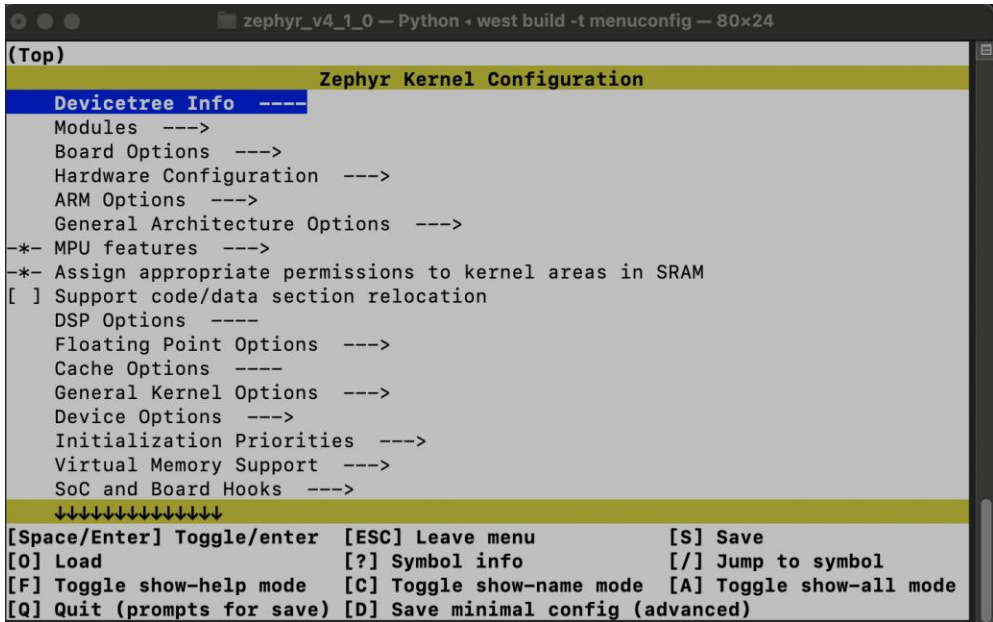 zephyr_v4_1_0 — Python ◂ west build -t menuconfig — 80×24
(Top)
Zephyr Kernel Configuration
Devicetree Info  ----
Modules  --->
Board Options  --->
Hardware Configuration  --->
ARM Options  --->
General Architecture Options  --->
-*- MPU features  --->
-*- Assign appropriate permissions to kernel areas in SRAM
[ ] Support code/data section relocation
DSP Options  ----
Floating Point Options  --->
Cache Options  ----
General Kernel Options  --->
Device Options  --->
Initialization Priorities  --->
Virtual Memory Support  --->
SoC and Board Hooks  --->
↓↓↓↓↓↓↓↓↓↓↓↓↓↓
[Space/Enter] Toggle/enter  [ESC] Leave menu  [S] Save
[O] Load  [?] Symbol info  [/] Jump to symbol
[F] Toggle show-help mode  [C] Toggle show-name mode  [A] Toggle show-all mode
[Q] Quit (prompts for save) [D] Save minimal config (advanced)